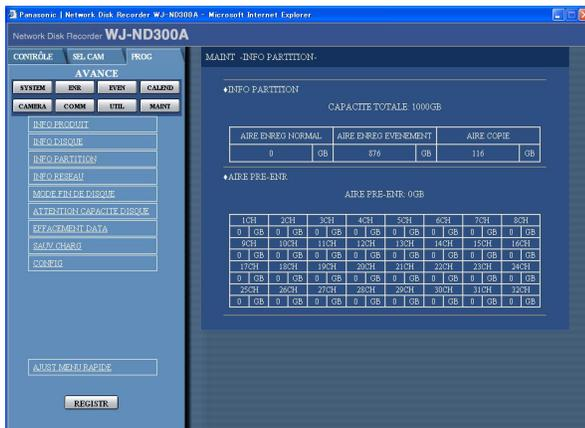 Panasonic | Network Disk Recorder WJ-ND300A - Microsoft Internet Explorer
Network Disk Recorder WJ-ND300A
CONTRÔLE SEL CAM PROG
AVANCE
SYSTEM ENR EVEN CALEND
CAMERA COMM UTIL MAINT
INFO PRODUIT
INFO DISQUE
INFO PARTITION
INFO RESEAU
MODE FIN DE DISQUE
ATTENTION CAPACITE DISQUE
EFFACEMENT DATA
SAUV CHARG
CONFIG
AJUST MENU RAPIDE
REGISTR
MAINT -INFO PARTITION-
♦INFO PARTITION
CAPACITE TOTALE: 1000GB
AIRE ENREG NORMAL AIRE ENREG EVENEMENT AIRE COPIE
0 GB 876 GB 116 GB
♦AIRE PRE-ENR
AIRE PRE-ENR: 0GB
1CH 2CH 3CH 4CH 5CH 6CH 7CH 8CH
0 GB 0 GB 0 GB 0 GB 0 GB 0 GB 0 GB 0 GB
9CH 10CH 11CH 12CH 13CH 14CH 15CH 16CH
0 GB 0 GB 0 GB 0 GB 0 GB 0 GB 0 GB 0 GB
17CH 18CH 19CH 20CH 21CH 22CH 23CH 24CH
0 GB 0 GB 0 GB 0 GB 0 GB 0 GB 0 GB 0 GB
25CH 26CH 27CH 28CH 29CH 30CH 31CH 32CH
0 GB 0 GB 0 GB 0 GB 0 GB 0 GB 0 GB 0 GB